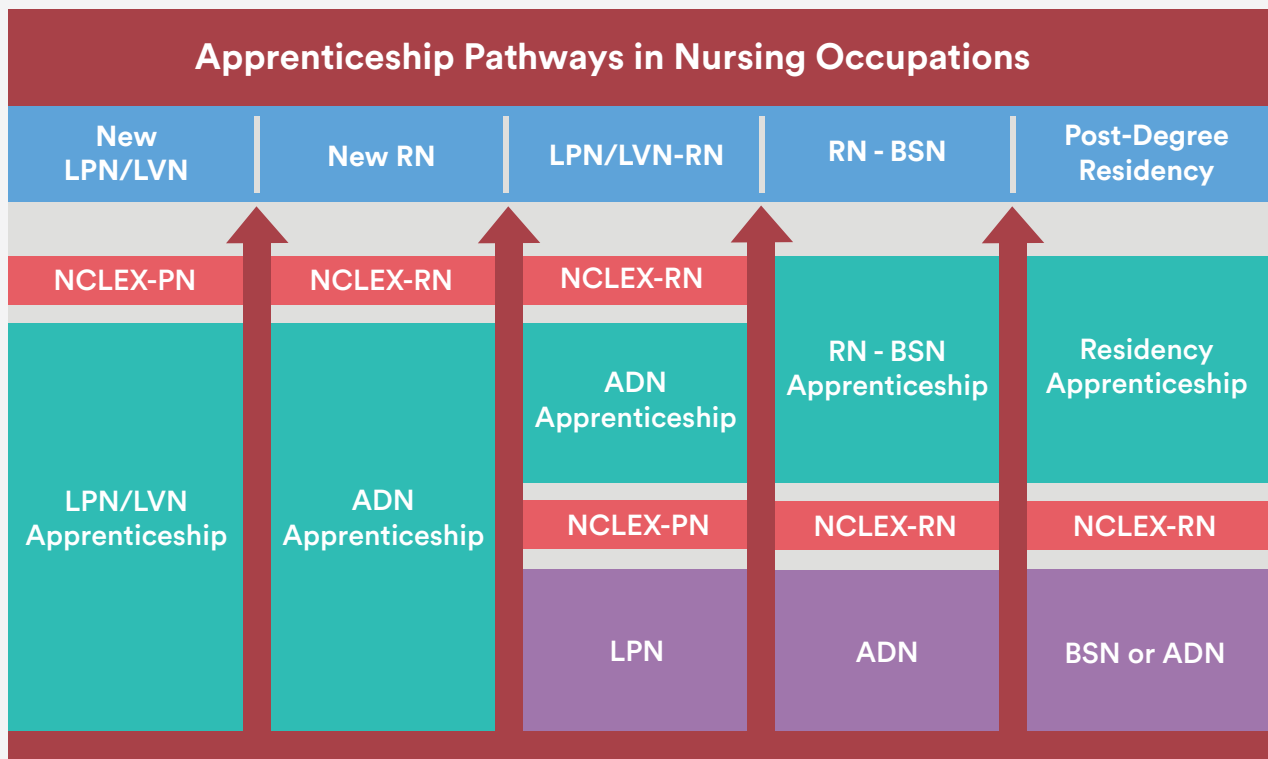 Apprenticeship Pathways in Nursing Occupations
New
LPN/LVN
New RN
LPN/LVN-RN
RN - BSN
Post-Degree
Residency
NCLEX-PN
LPN/LVN
Apprenticeship
NCLEX-RN
ADN
Apprenticeship
NCLEX-RN
ADN
Apprenticeship
NCLEX-PN
LPN
RN - BSN
Apprenticeship
NCLEX-RN
ADN
Residency
Apprenticeship
NCLEX-RN
BSN or ADN